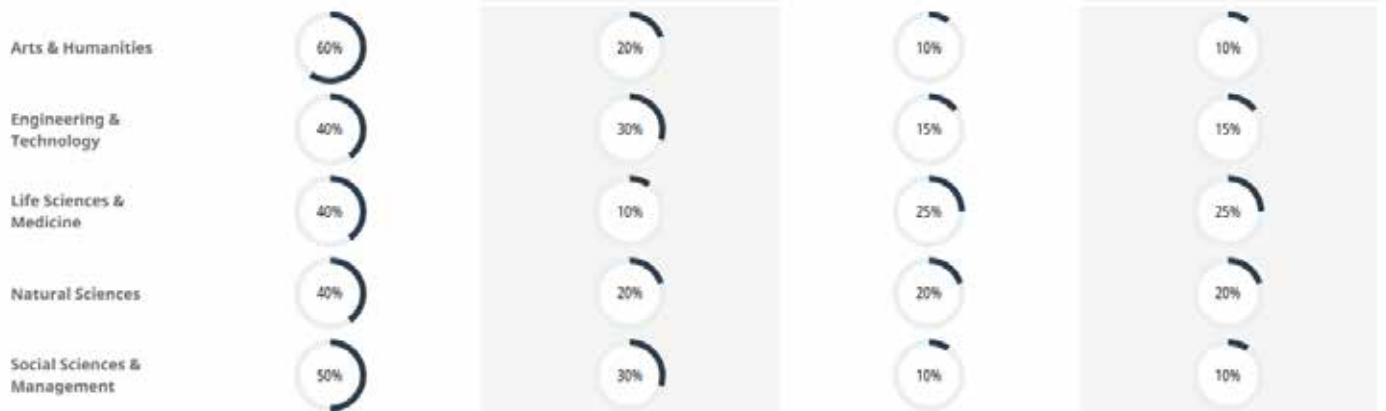 Arts & Humanities 60% 20% 10% 10%
Engineering &
Technology 40% 30% 15% 15%
Life Sciences &
Medicine 40% 10% 25% 25%
Natural Sciences 40% 20% 20% 20%
Social Sciences &
Management 50% 30% 10% 10%